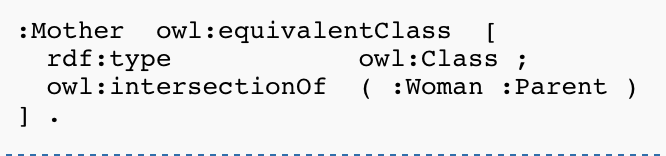 :Mother owl:equivalentClass [
rdf:type owl:Class ;
owl:intersectionOf ( :Woman :Parent )
] .